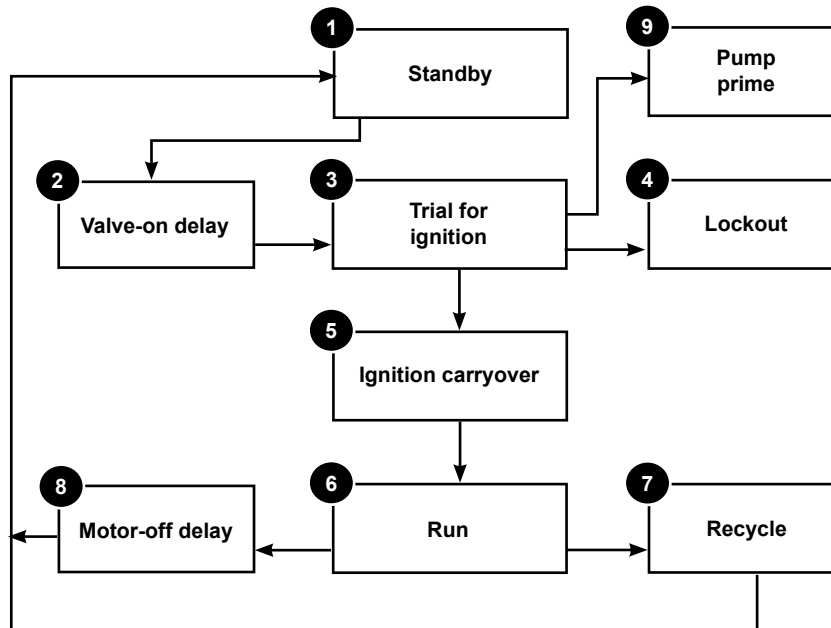 1
Standby
9
Pump
prime
2
Valve-on delay
3
Trial for
ignition
4
Lockout
5
Ignition carryover
8
Motor-off delay
6
Run
7
Recycle